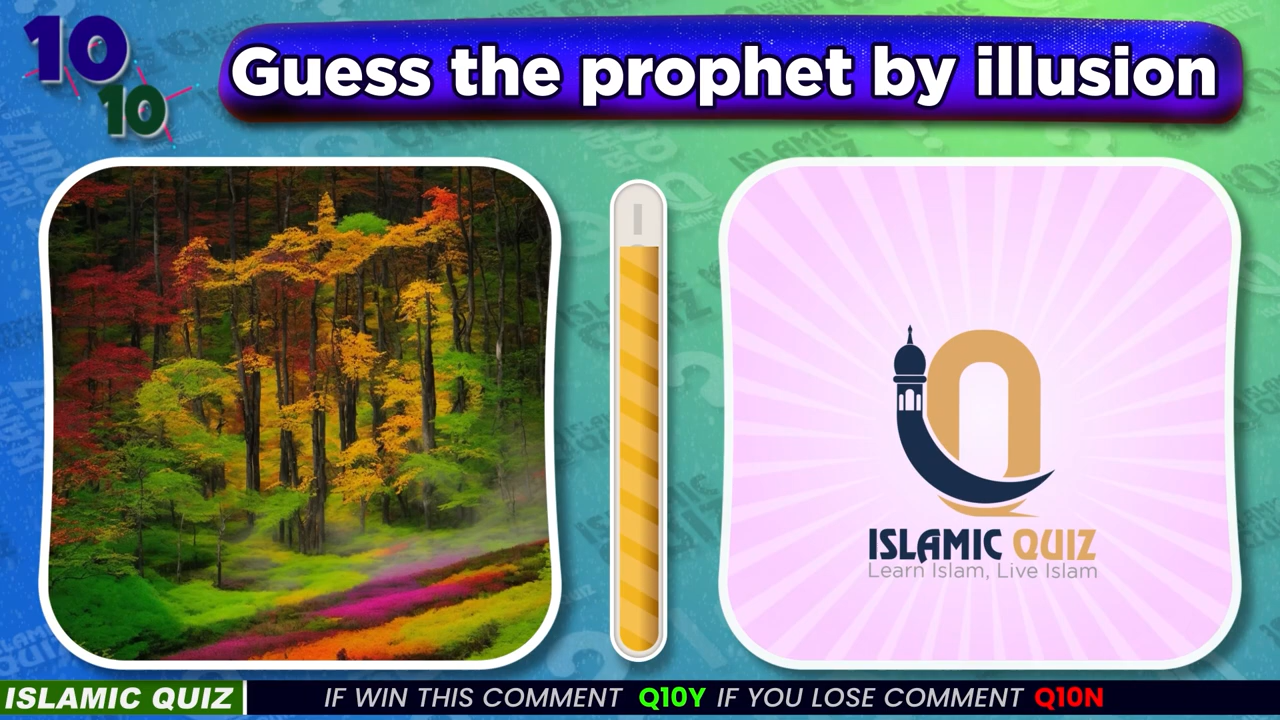 10
10
Guess the prophet by illusion
ISLAMIC QUIZ
Learn Islam, Live Islam
ISLAMIC QUIZ
IF WIN THIS COMMENT Q10Y IF YOU LOSE COMMENT Q10N